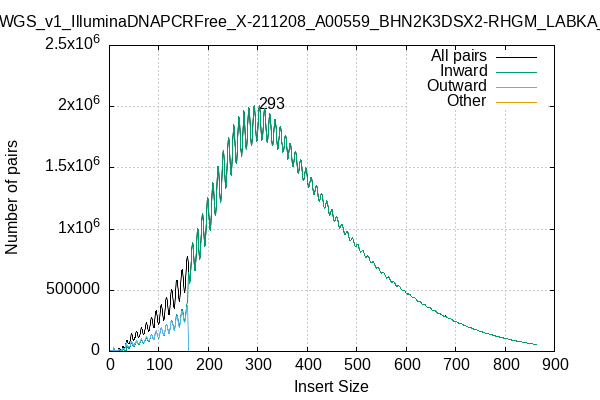 WGS_v1_IlluminaDNAPCRFree_X-211208_A00559_BHN2K3DSX2-RHGM_LABKA_
2.5x10^6
2x10^6
1.5x10^6
1x10^6
500000
0
Number of pairs
All pairs
Inward
Outward
Other
293
0 100 200 300 400 500 600 700 800 900
Insert Size